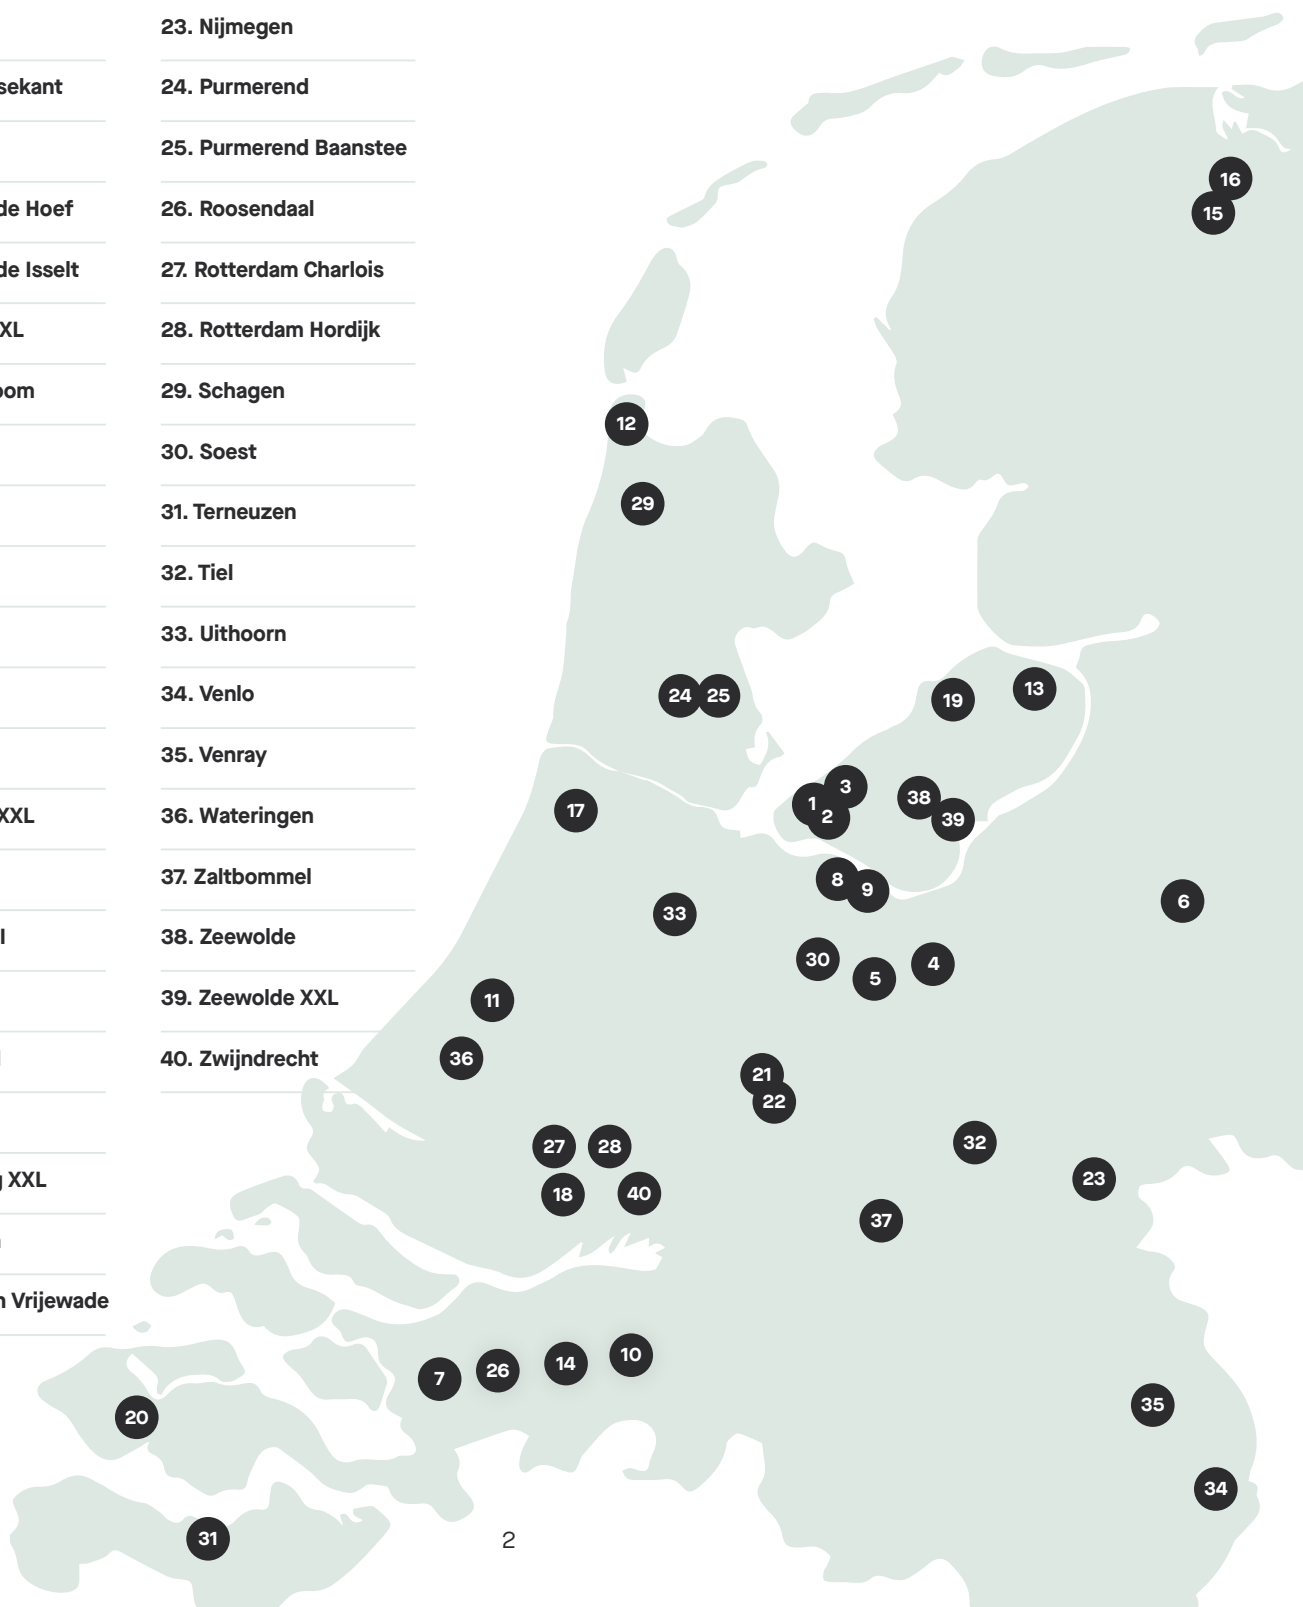 sekant
de Hoef
de Isselt
XL
oom
XXL
l
XXL
n Vrijewade
23. Nijmegen
24. Purmerend
25. Purmerend Baanstee
26. Roosendaal
27. Rotterdam Charlois
28. Rotterdam Hordijk
29. Schagen
30. Soest
31. Terneuzen
32. Tiel
33. Uithoorn
34. Venlo
35. Venray
36. Wateringen
37. Zaltbommel
38. Zeewolde
39. Zeewolde XXL
40. Zwijndrecht
16
15
12
29
24 25
19
13
1
3
2
38
39
17
8
9
6
33
30
5
4
11
36
21
22
27
28
32
18
40
23
37
7
26
14
10
20
35
34
31
2